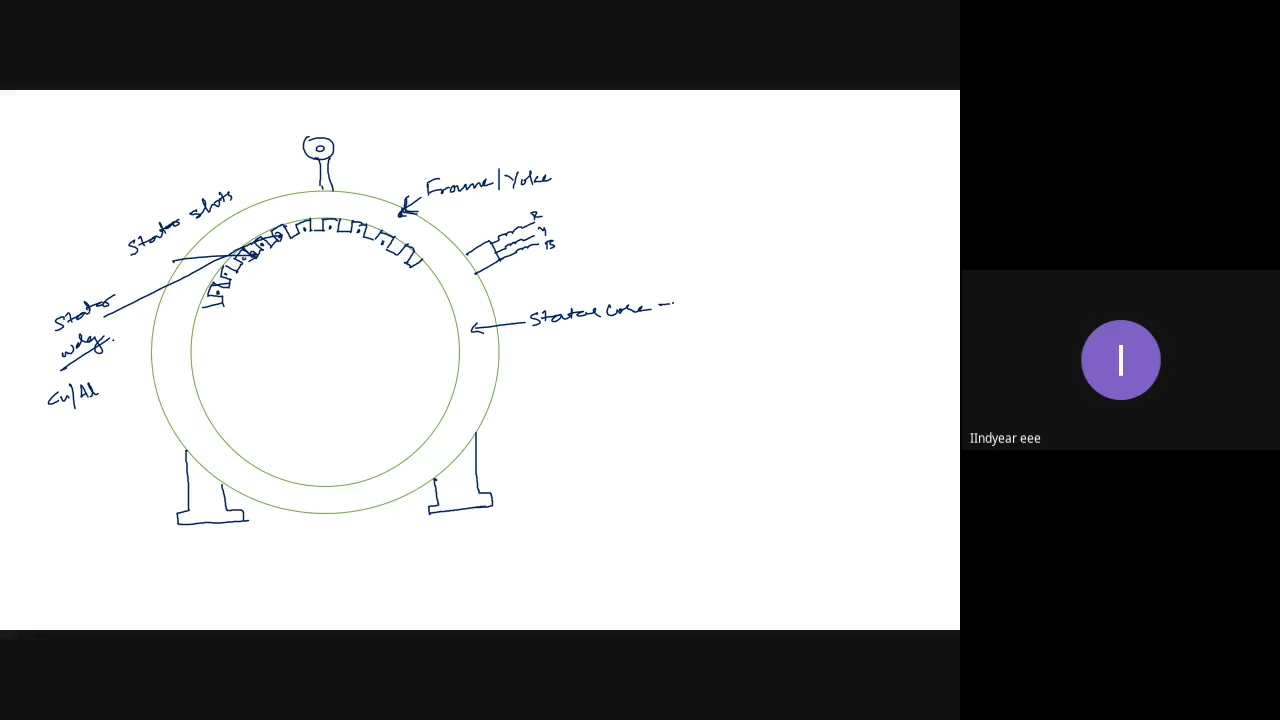 Stator slots
Frame/Yoke
R
Y
B
Stator
wdg.
Cu/Al
Stator Core -
IIndyear eee
I